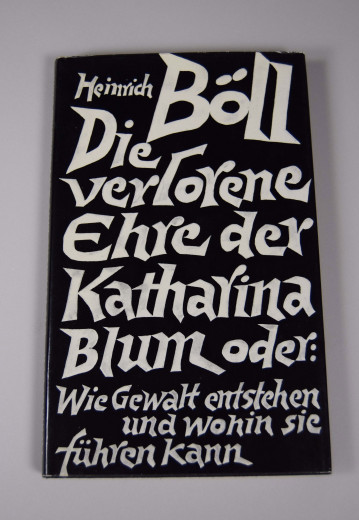 Heinrich Böll
Die
verlorene
Ehre der
Katharina
Blum oder:
Wie Gewalt entstehen
und wohin sie
führen kann